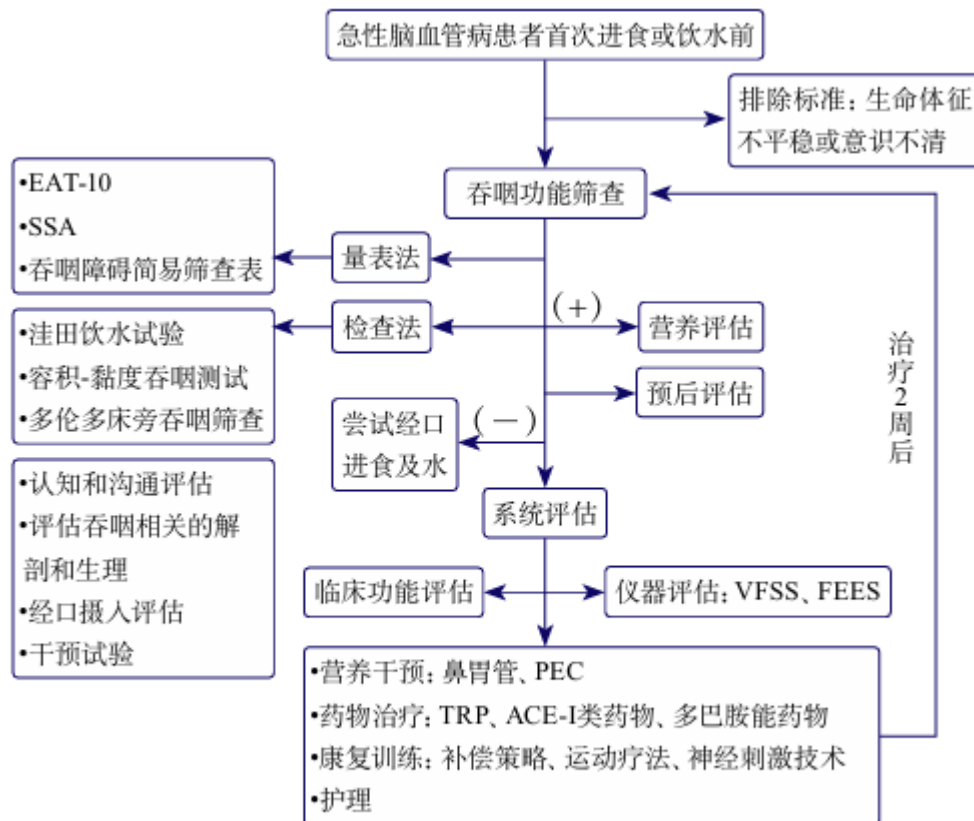 急性脑血管病患者首次进食或饮水前
排除标准：生命体征
不平稳或意识不清
吞咽功能筛查
•EAT-10
•SSA
•吞咽障碍简易筛查表
量表法
•洼田饮水试验
•容积-黏度吞咽测试
•多伦多床旁吞咽筛查
检查法
(+)
营养评估
预后评估
(－)
尝试经口
进食及水
治疗2周后
系统评估
•认知和沟通评估
•评估吞咽相关的解
剖和生理
•经口摄入评估
•干预试验
临床功能评估
仪器评估；VFSS、FEES
•营养干预；鼻胃管、PEC
•药物治疗；TRP、ACE-I类药物、多巴胺能药物
•康复训练；补偿策略、运动疗法、神经刺激技术
•护理